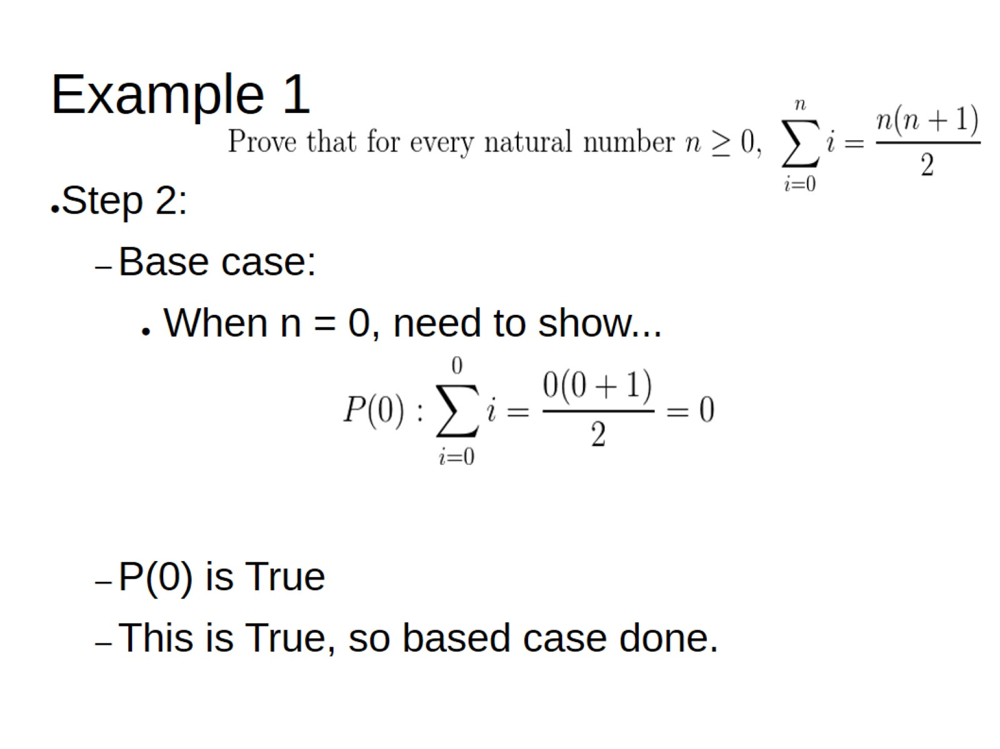 Example 1
Prove that for every natural number n ≥ 0, \sum_{i=0}^{n} i = \frac{n(n+1)}{2}
•Step 2:
–Base case:
• When n = 0, need to show...
P(0) : \sum_{i=0}^{0} i = \frac{0(0+1)}{2} = 0
–P(0) is True
–This is True, so based case done.